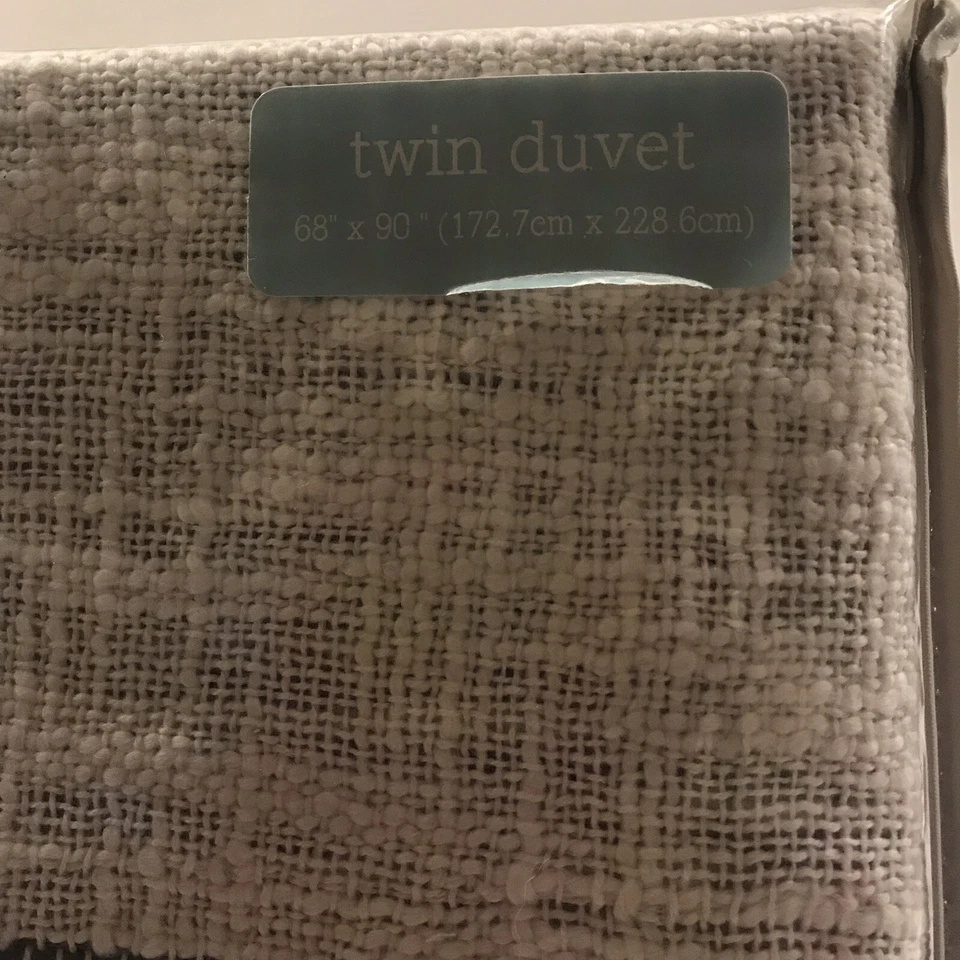 twin duvet
68" x 90 " (172.7cm x 228.6cm)